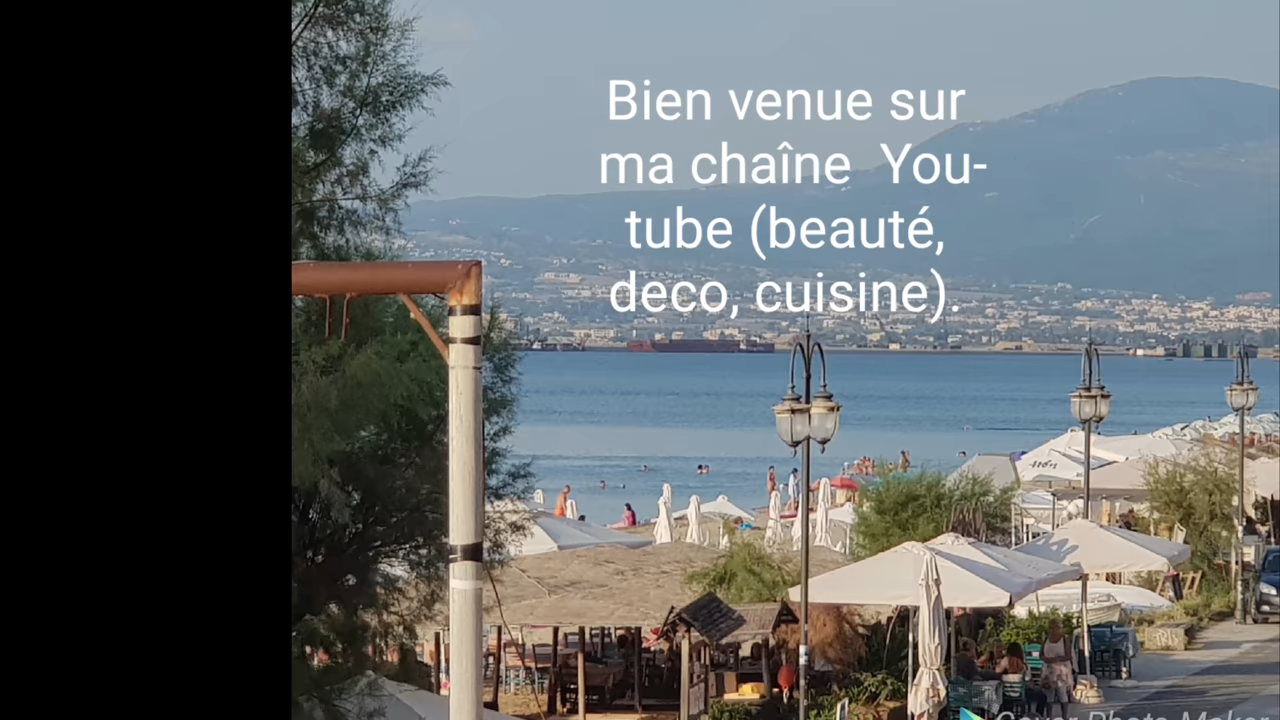 Bien venue sur
ma chaîne You-
tube (beauté,
deco, cuisine).